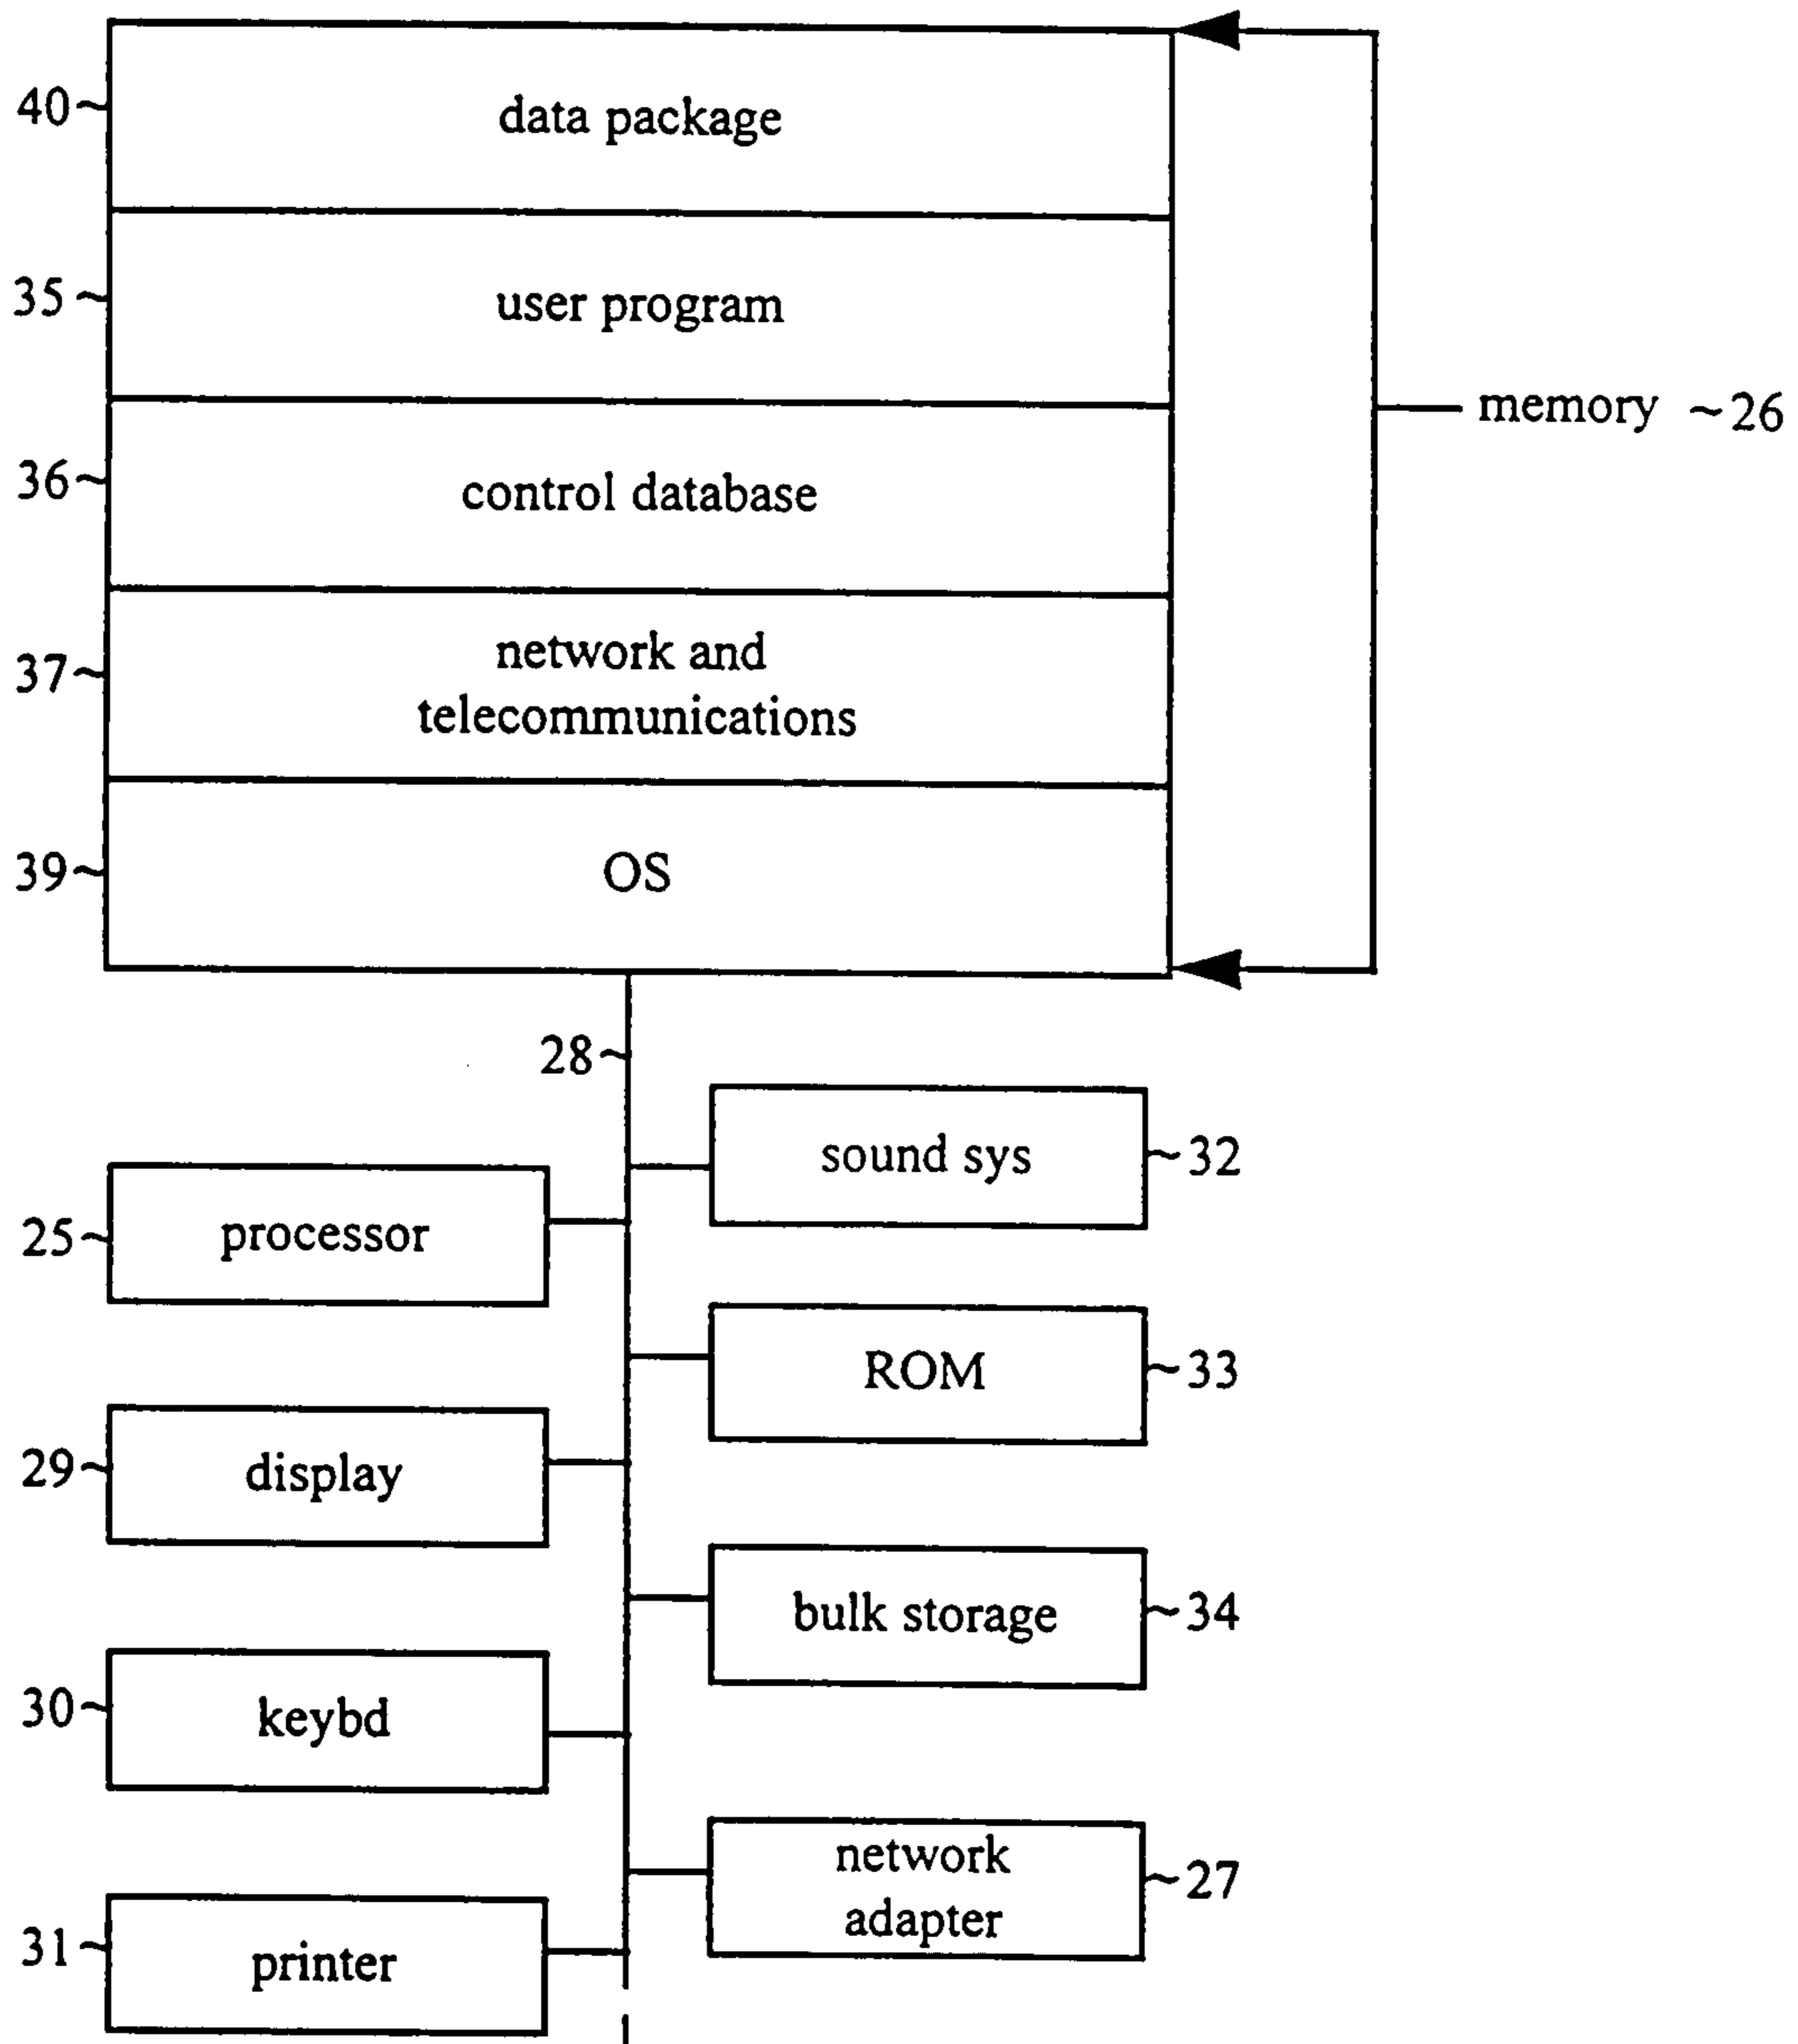 40~ data package
35~ user program
memory ~26
36~ control database
37~ network and
telecommunications
39~ OS
28~
sound sys ~32
25~ processor
ROM ~33
29~ display
bulk storage ~34
30~ keybd
network
adapter ~27
31~ printer